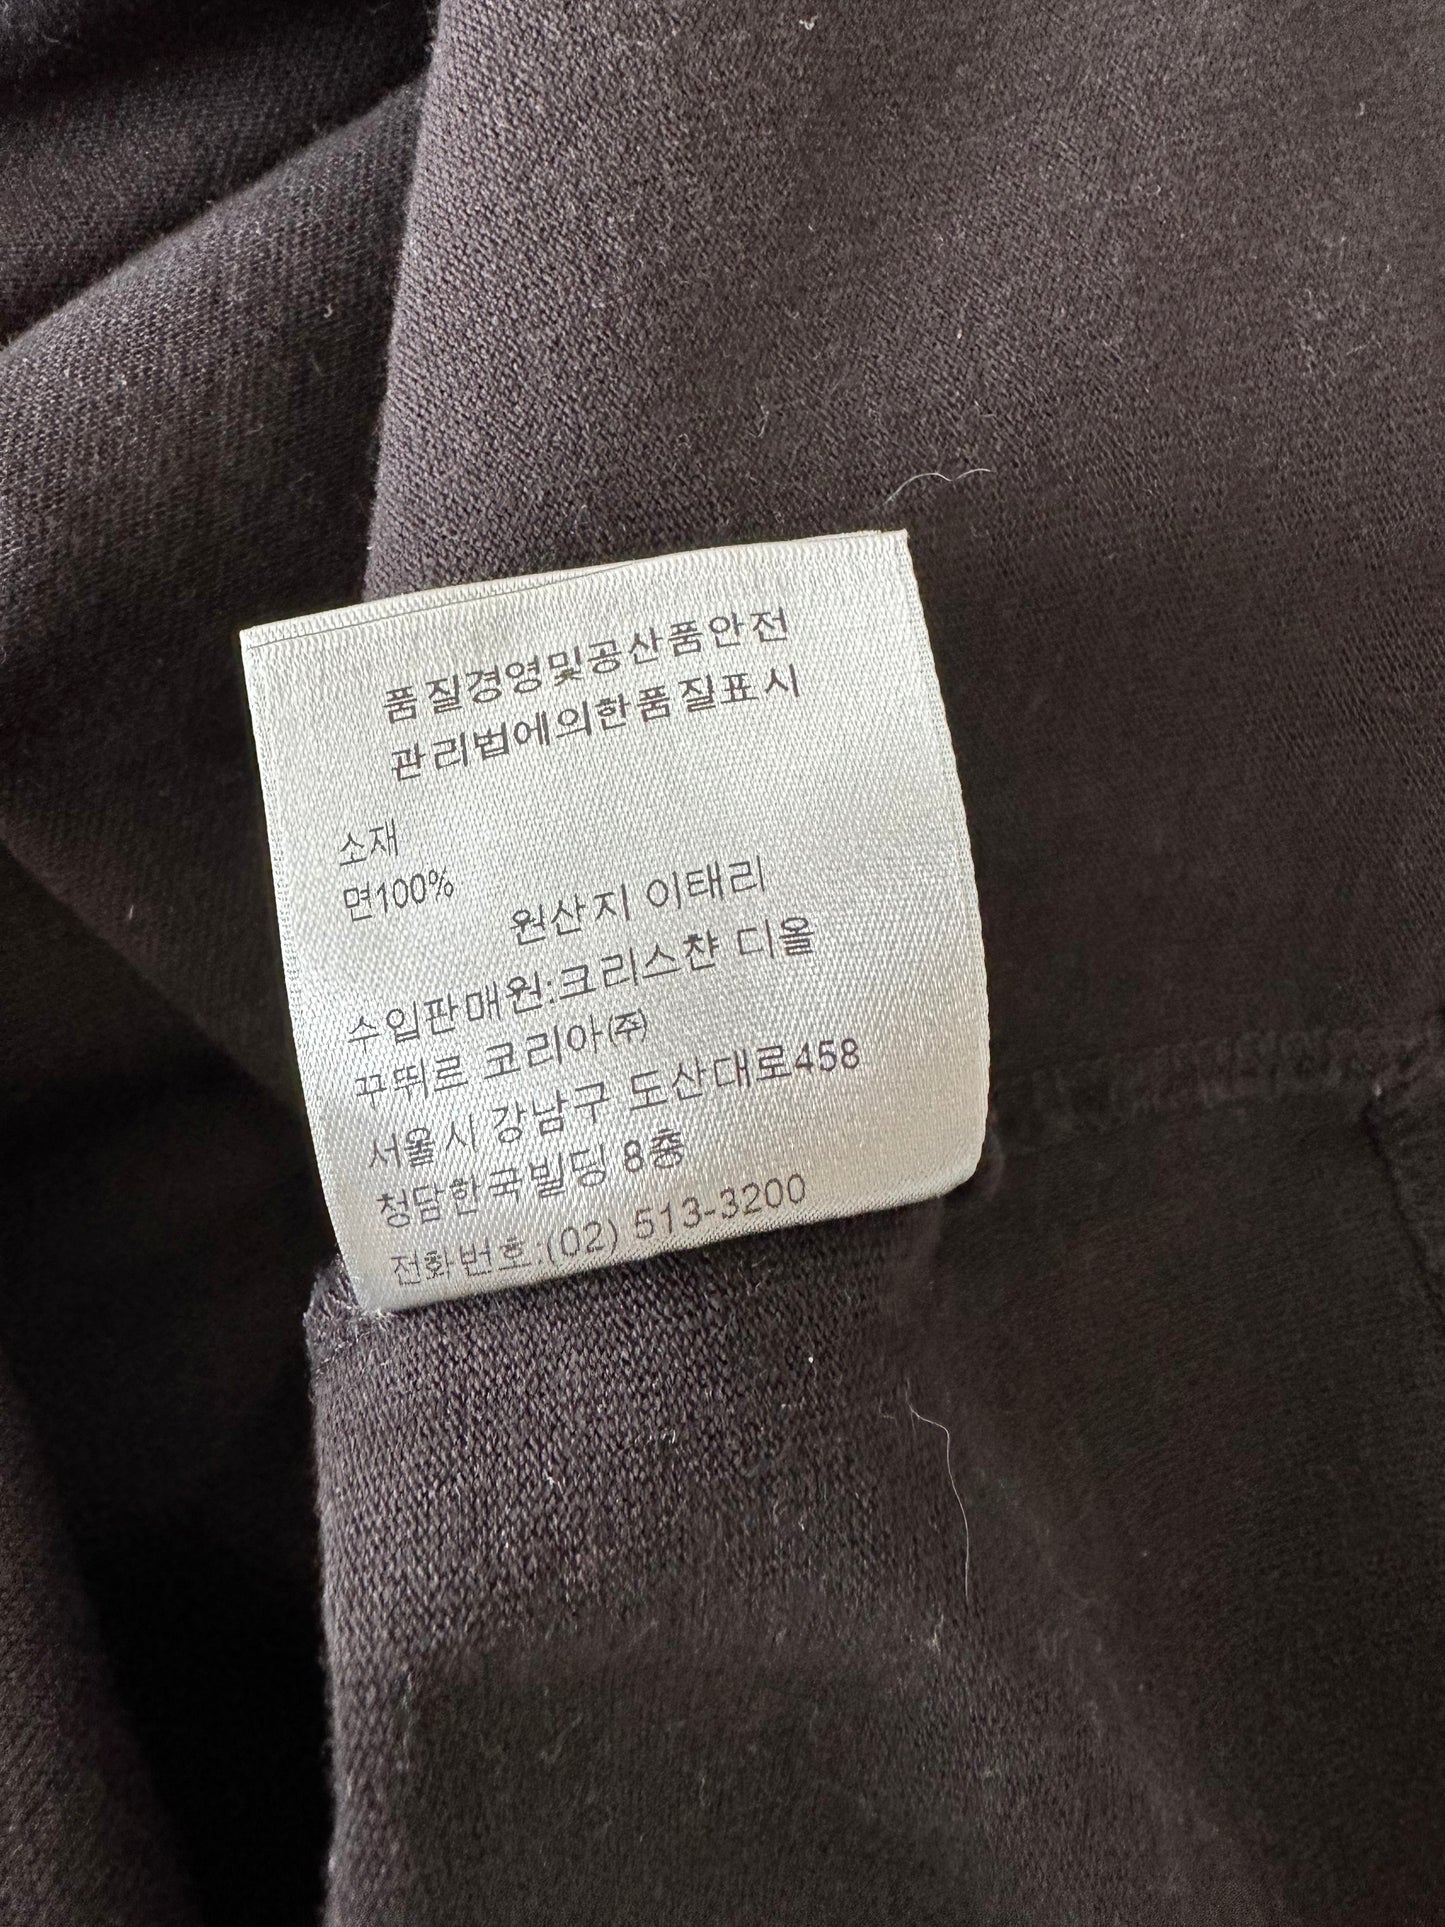 품질경영및공산품안전
관리법에의한품질표시
소재
면100%
원산지 이태리
수입판매원:크리스챤 디올
꾸뛰르 코리아㈜
서울시 강남구 도산대로458
청담한국빌딩 8층
전화번호:(02) 513-3200